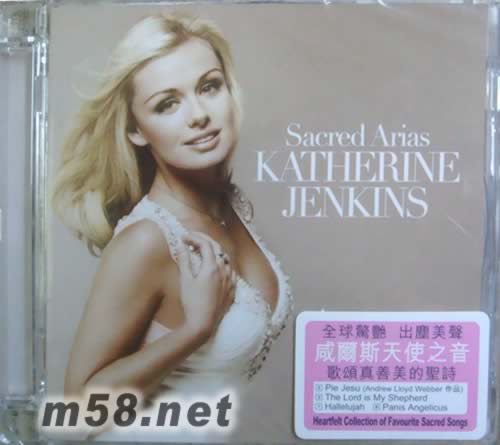 Sacred Arias
KATHERINE
JENKINS
全球驚艷 出塵美聲
威爾斯天使之音
歌頌真善美的聖詩
Pie Jesu (Andrew Lloyd Webber 作品)
The Lord is My Shepherd
Hallelujah Panis Angelicus
Heartfelt Collection of Favourite Sacred Songs
m58.net